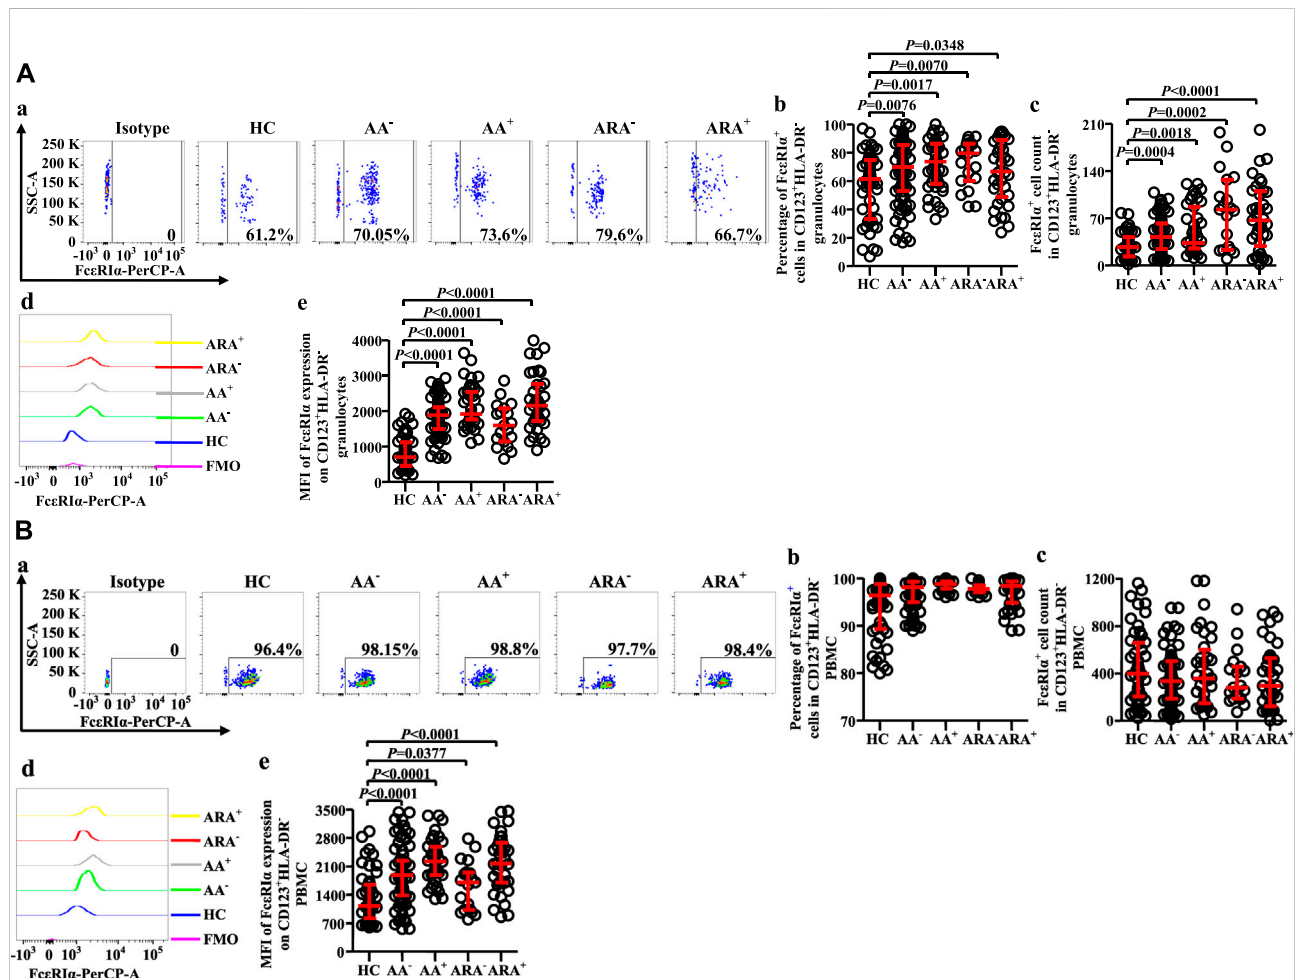 A
a
Isotype
HC
AA⁻
AA⁺
ARA⁻
ARA⁺
250 K
200 K
150 K
100 K
50 K
0
SSC-A
0
61.2%
70.05%
73.6%
79.6%
66.7%
-10³ 10³ 10⁴ 10⁵
FcεRIα-PerCP-A
b
P=0.0348
P=0.0070
P=0.0017
P=0.0076
Percentage of FcεRIα⁺
cells in CD123⁺HLA-DR⁻
granulocytes
100
80
60
40
20
0
HC AA⁻ AA⁺ ARA⁻ ARA⁺
c
P<0.0001
P=0.0002
P=0.0018
P=0.0004
FcεRIα⁺ cell count
in CD123⁺HLA-DR⁻
granulocytes
210
140
70
0
HC AA⁻ AA⁺ ARA⁻ ARA⁺
d
ARA⁺
ARA⁻
AA⁺
AA⁻
HC
FMO
-10³ 10³ 10⁴ 10⁵
FcεRIα-PerCP-A
e
P<0.0001
P<0.0001
P<0.0001
P<0.0001
MFI of FcεRIα expression
on CD123⁺HLA-DR⁻
granulocytes
4000
3000
2000
1000
0
HC AA⁻ AA⁺ ARA⁻ ARA⁺
B
a
Isotype
HC
AA⁻
AA⁺
ARA⁻
ARA⁺
250 K
200 K
150 K
100 K
50 K
0
SSC-A
0
96.4%
98.15%
98.8%
97.7%
98.4%
-10³ 10³ 10⁴ 10⁵
FcεRIα-PerCP-A
b
Percentage of FcεRIα⁺
cells in CD123⁺HLA-DR⁻
PBMC
100
90
80
70
HC AA⁻ AA⁺ ARA⁻ ARA⁺
c
FcεRIα⁺ cell count
in CD123⁺HLA-DR⁻
PBMC
1200
800
400
0
HC AA⁻ AA⁺ ARA⁻ ARA⁺
d
ARA⁺
ARA⁻
AA⁺
AA⁻
HC
FMO
-10³ 10³ 10⁴ 10⁵
FcεRIα-PerCP-A
e
P<0.0001
P=0.0377
P<0.0001
P<0.0001
MFI of FcεRIα expression
on CD123⁺HLA-DR⁻
PBMC
3500
2800
2100
1400
700
0
HC AA⁻ AA⁺ ARA⁻ ARA⁺